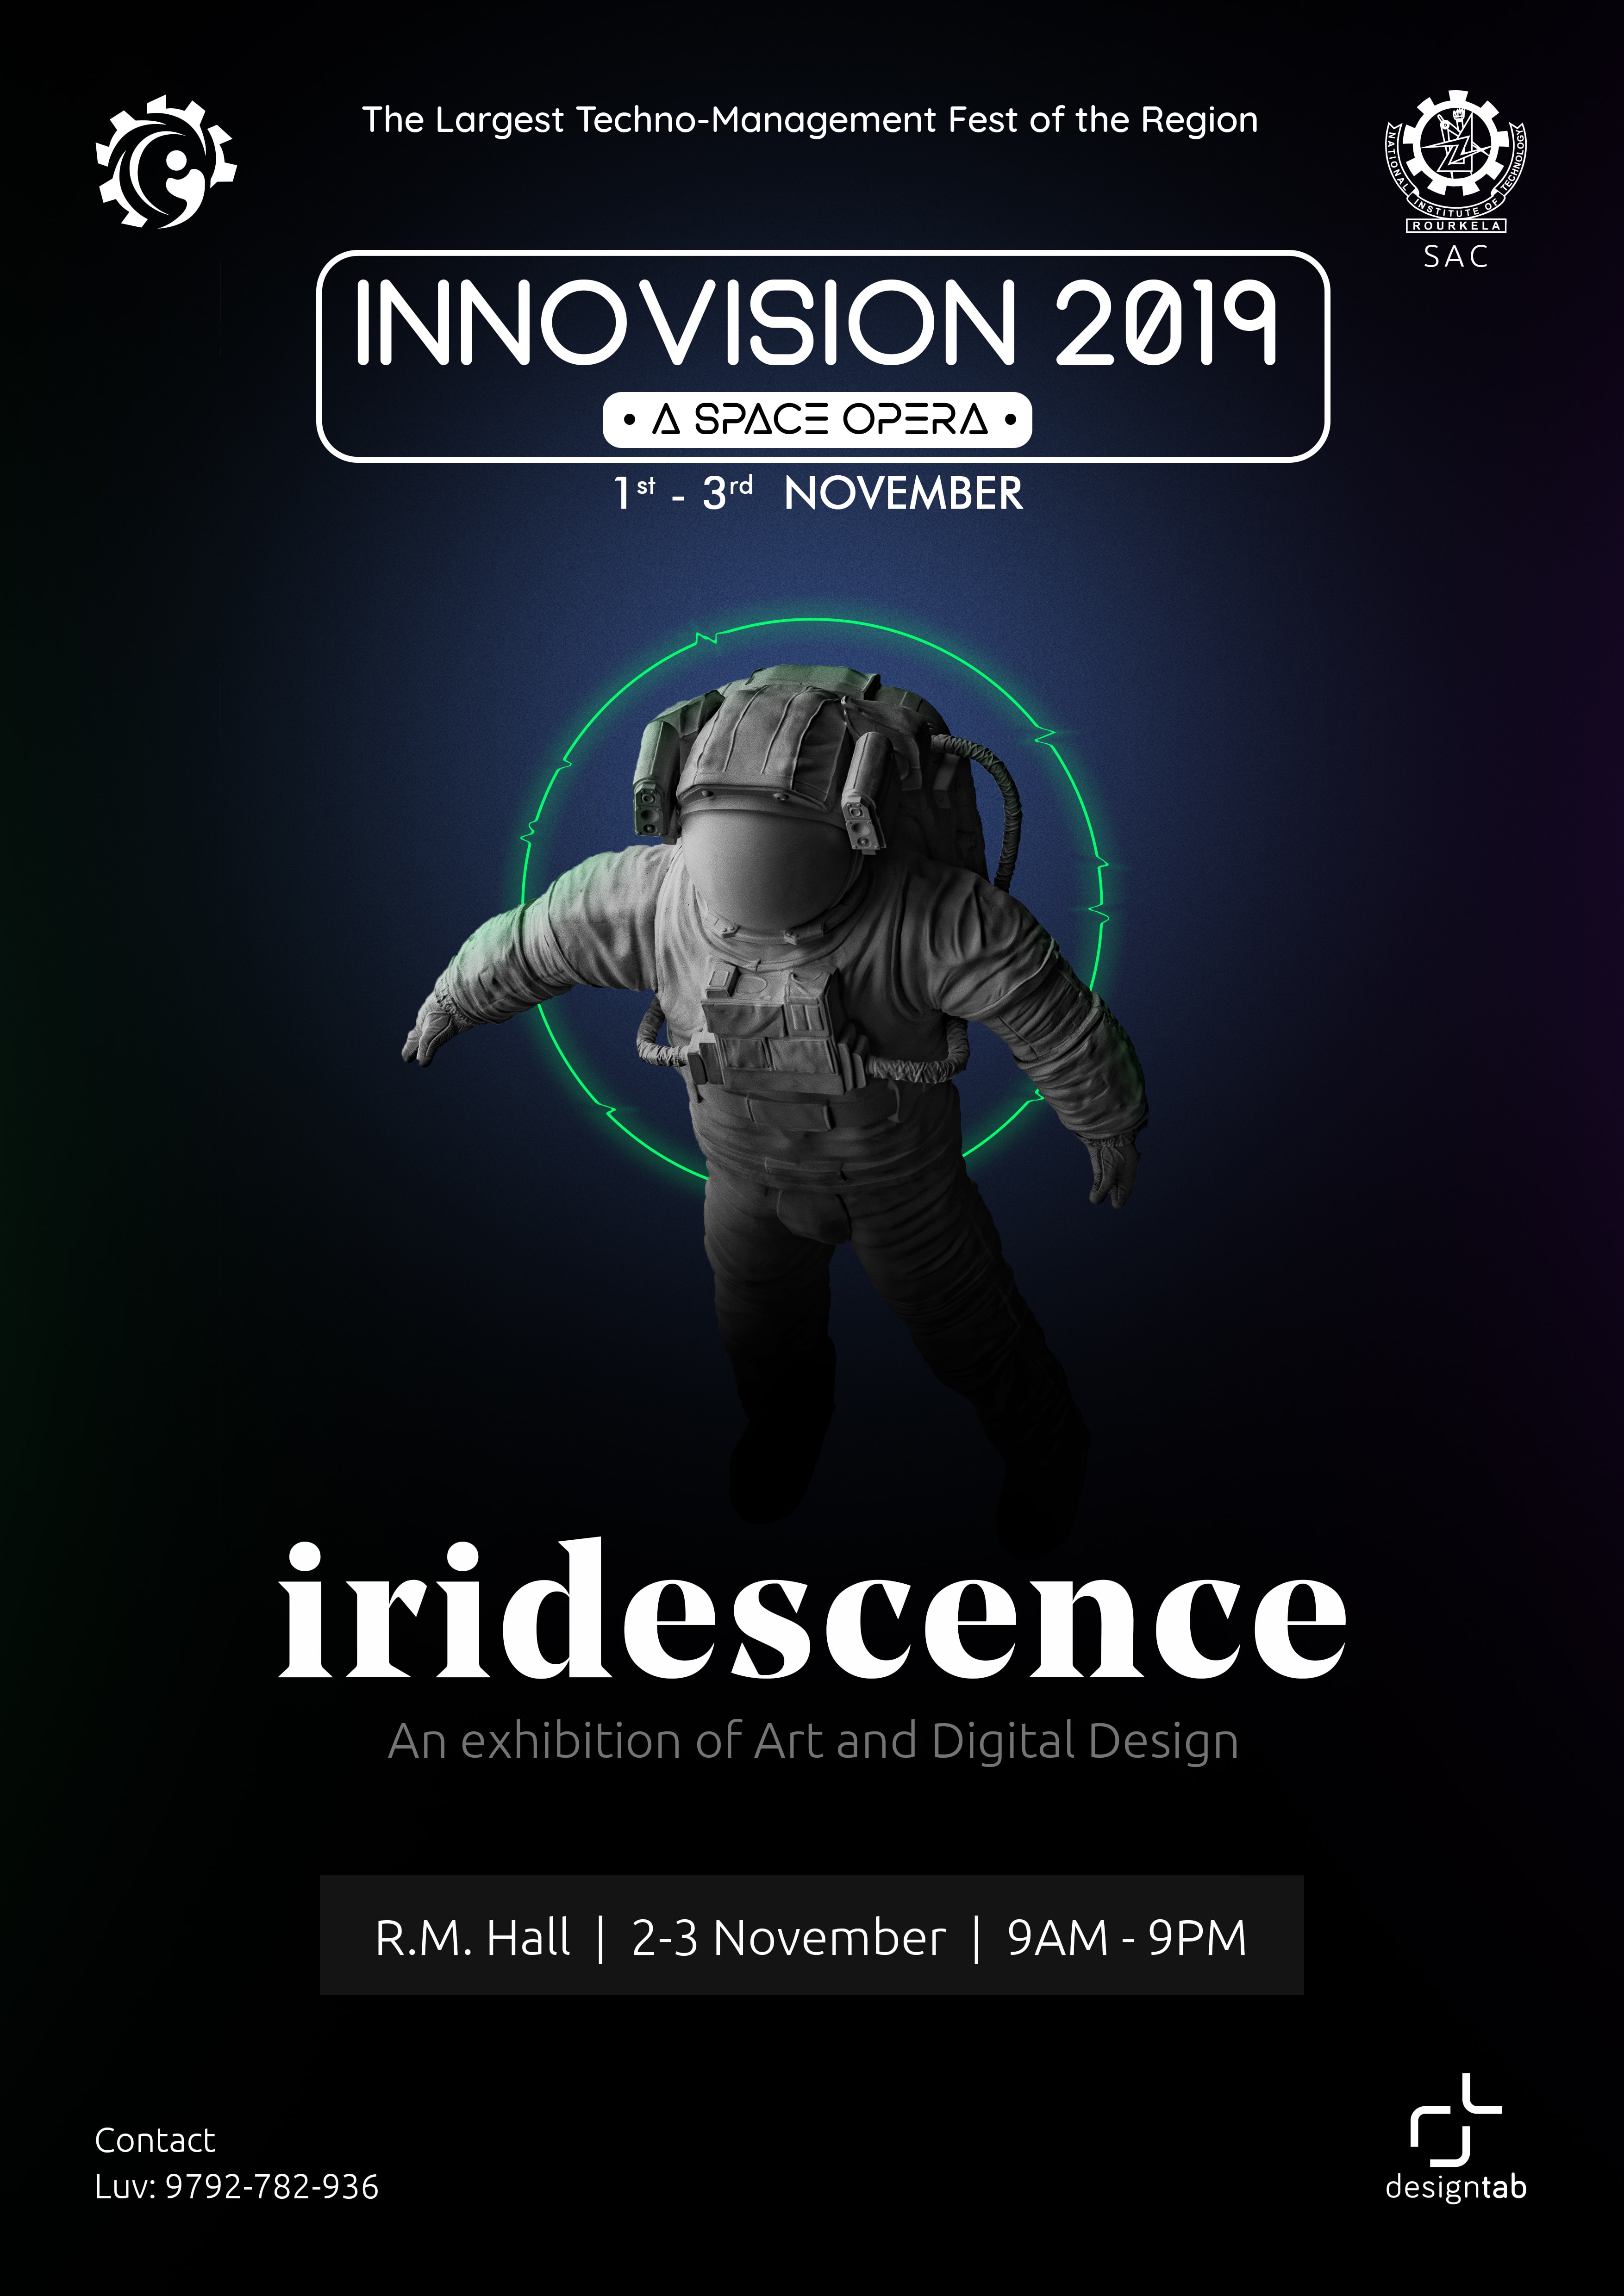 The Largest Techno-Management Fest of the Region
NATIONAL INSTITUTE OF TECHNOLOGY
ROURKELA
SAC
INNOVISION 2019
• A SPACE OPERA •
1st - 3rd NOVEMBER
iridescence
An exhibition of Art and Digital Design
R.M. Hall | 2-3 November | 9AM - 9PM
Contact
Luv: 9792-782-936
designtab